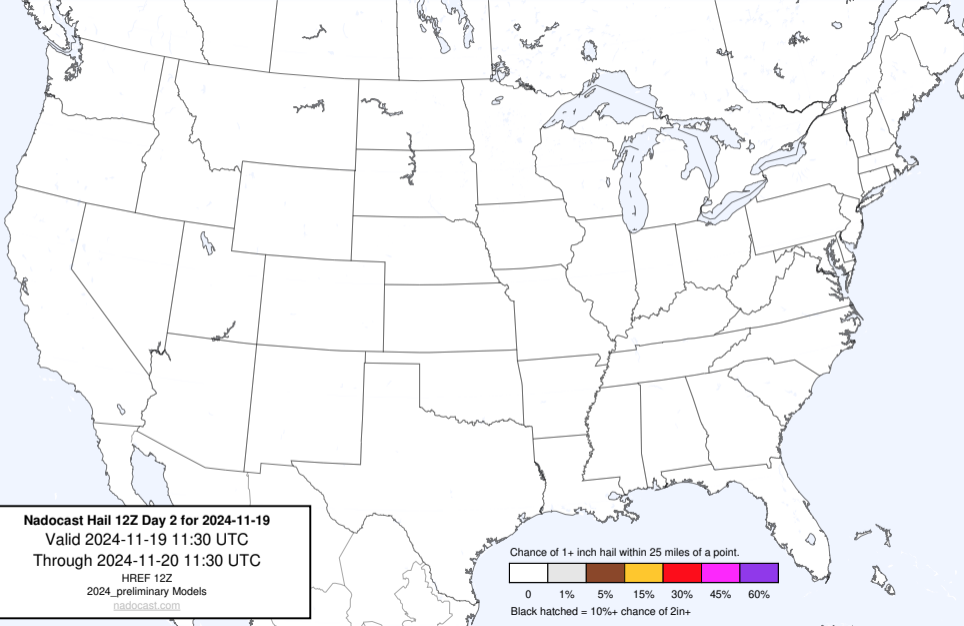 Nadocast Hail 12Z Day 2 for 2024-11-19
Valid 2024-11-19 11:30 UTC
Through 2024-11-20 11:30 UTC
HREF 12Z
2024_preliminary Models
nadocast.com
Chance of 1+ inch hail within 25 miles of a point.
0 1% 5% 15% 30% 45% 60%
Black hatched = 10%+ chance of 2in+